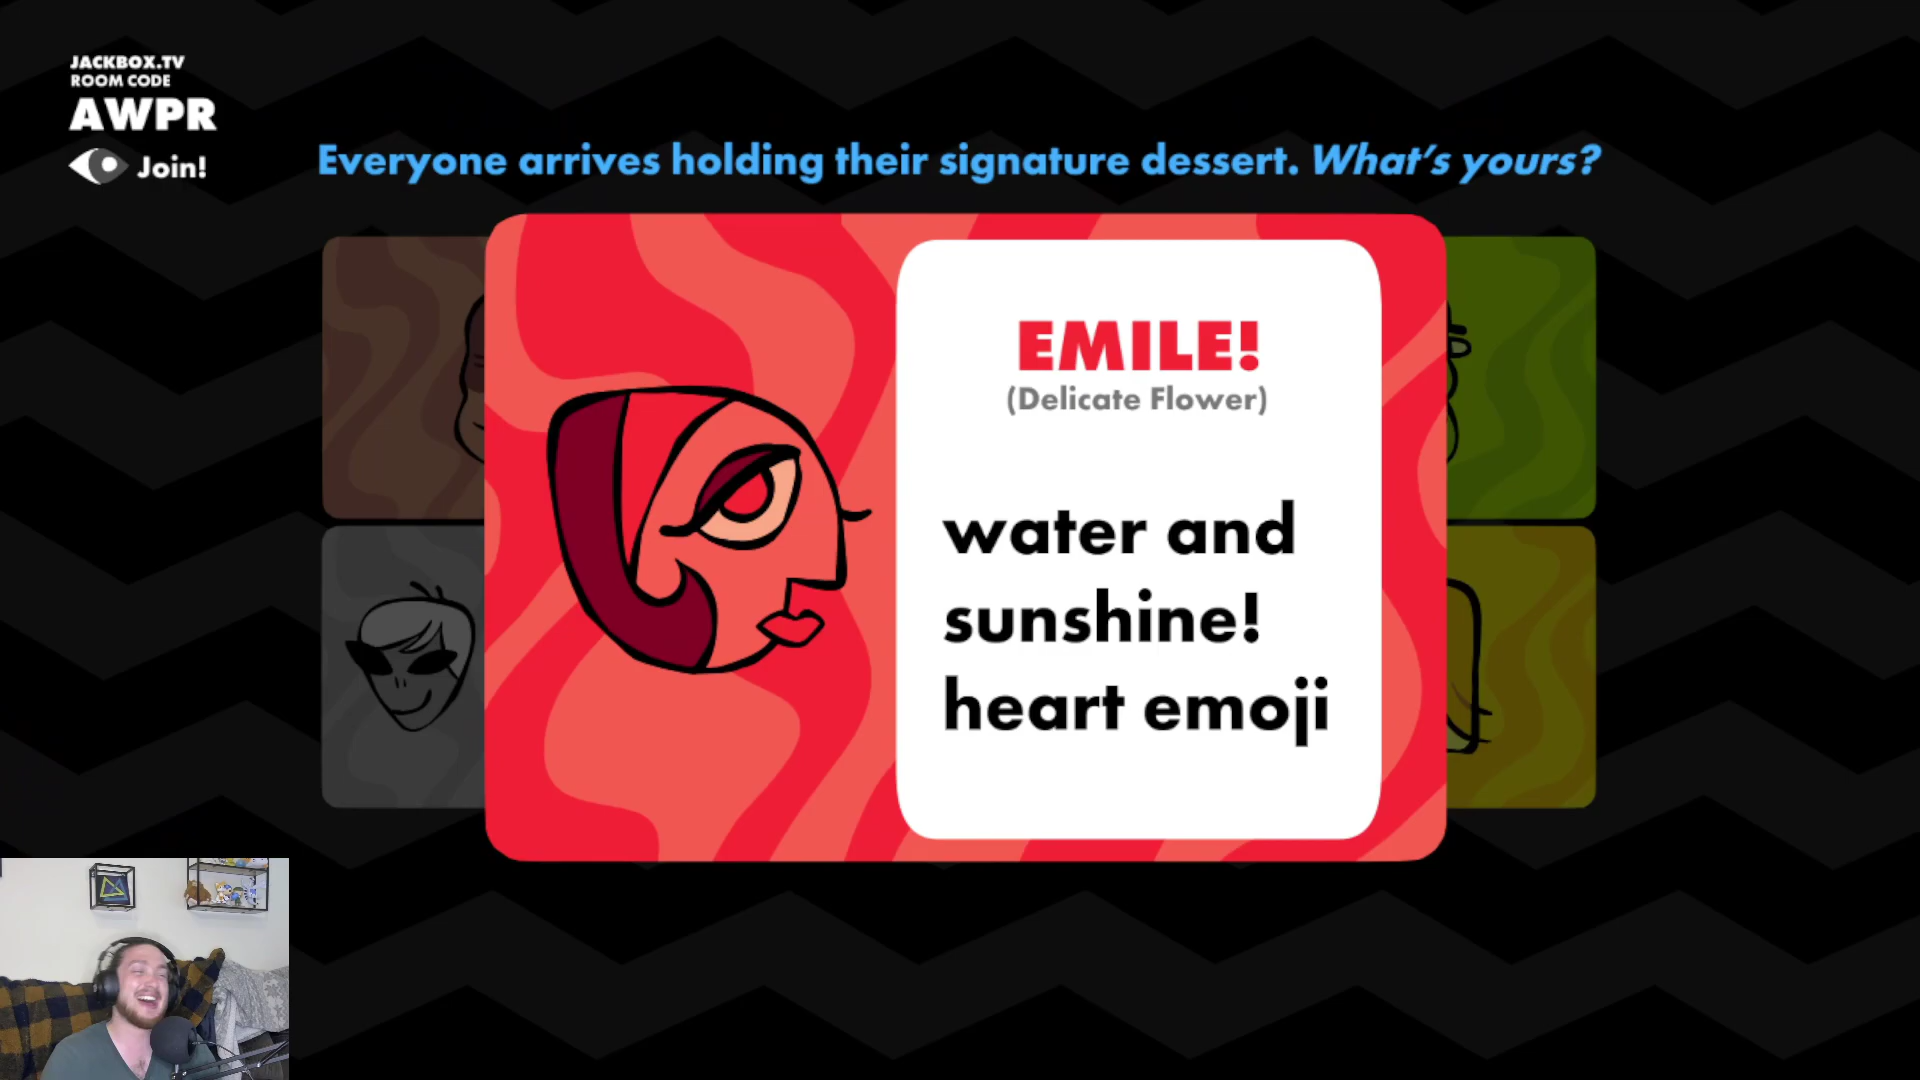 JACKBOX.TV
ROOM CODE
AWPR
Join!
Everyone arrives holding their signature dessert. What's yours?
EMILE!
(Delicate Flower)
water and
sunshine!
heart emoji